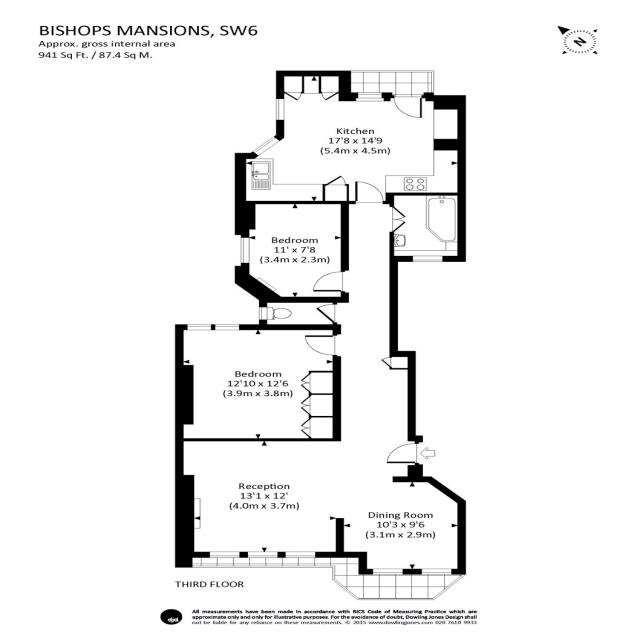 BISHOPS MANSIONS, SW6
Approx. gross internal area
941 Sq Ft. / 87.4 Sq M.
N
Kitchen
17'8 x 14'9
(5.4m x 4.5m)
Bedroom
11' x 7'8
(3.4m x 2.3m)
Bedroom
12'10 x 12'6
(3.9m x 3.8m)
Reception
13'1 x 12'
(4.0m x 3.7m)
Dining Room
10'3 x 9'6
(3.1m x 2.9m)
THIRD FLOOR
dji
All measurements have been made in accordance with RICS Code of Measuring Practice which are
approximate only and only for illustrative purposes. For the avoidance of doubt, Dowling Jones Design shall
not be liable for any reliance on these measurements. © 2015 www.dowlingjones.com 020 7610 9933